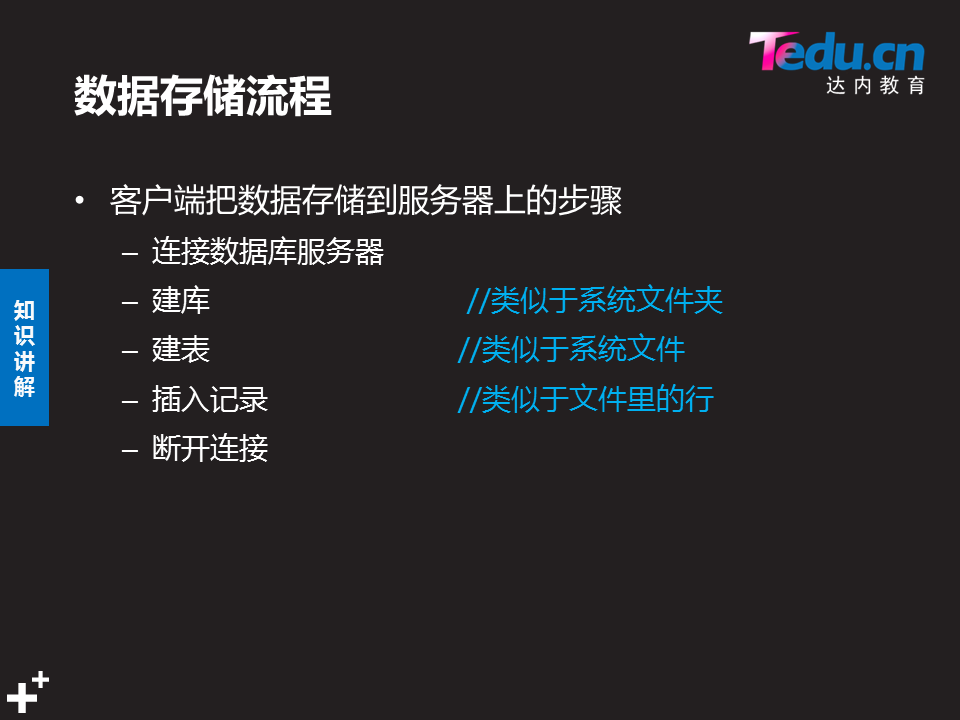 Tedu.cn
达内教育
数据存储流程
• 客户端把数据存储到服务器上的步骤
– 连接数据库服务器
– 建库 //类似于系统文件夹
– 建表 //类似于系统文件
– 插入记录 //类似于文件里的行
– 断开连接
知识讲解